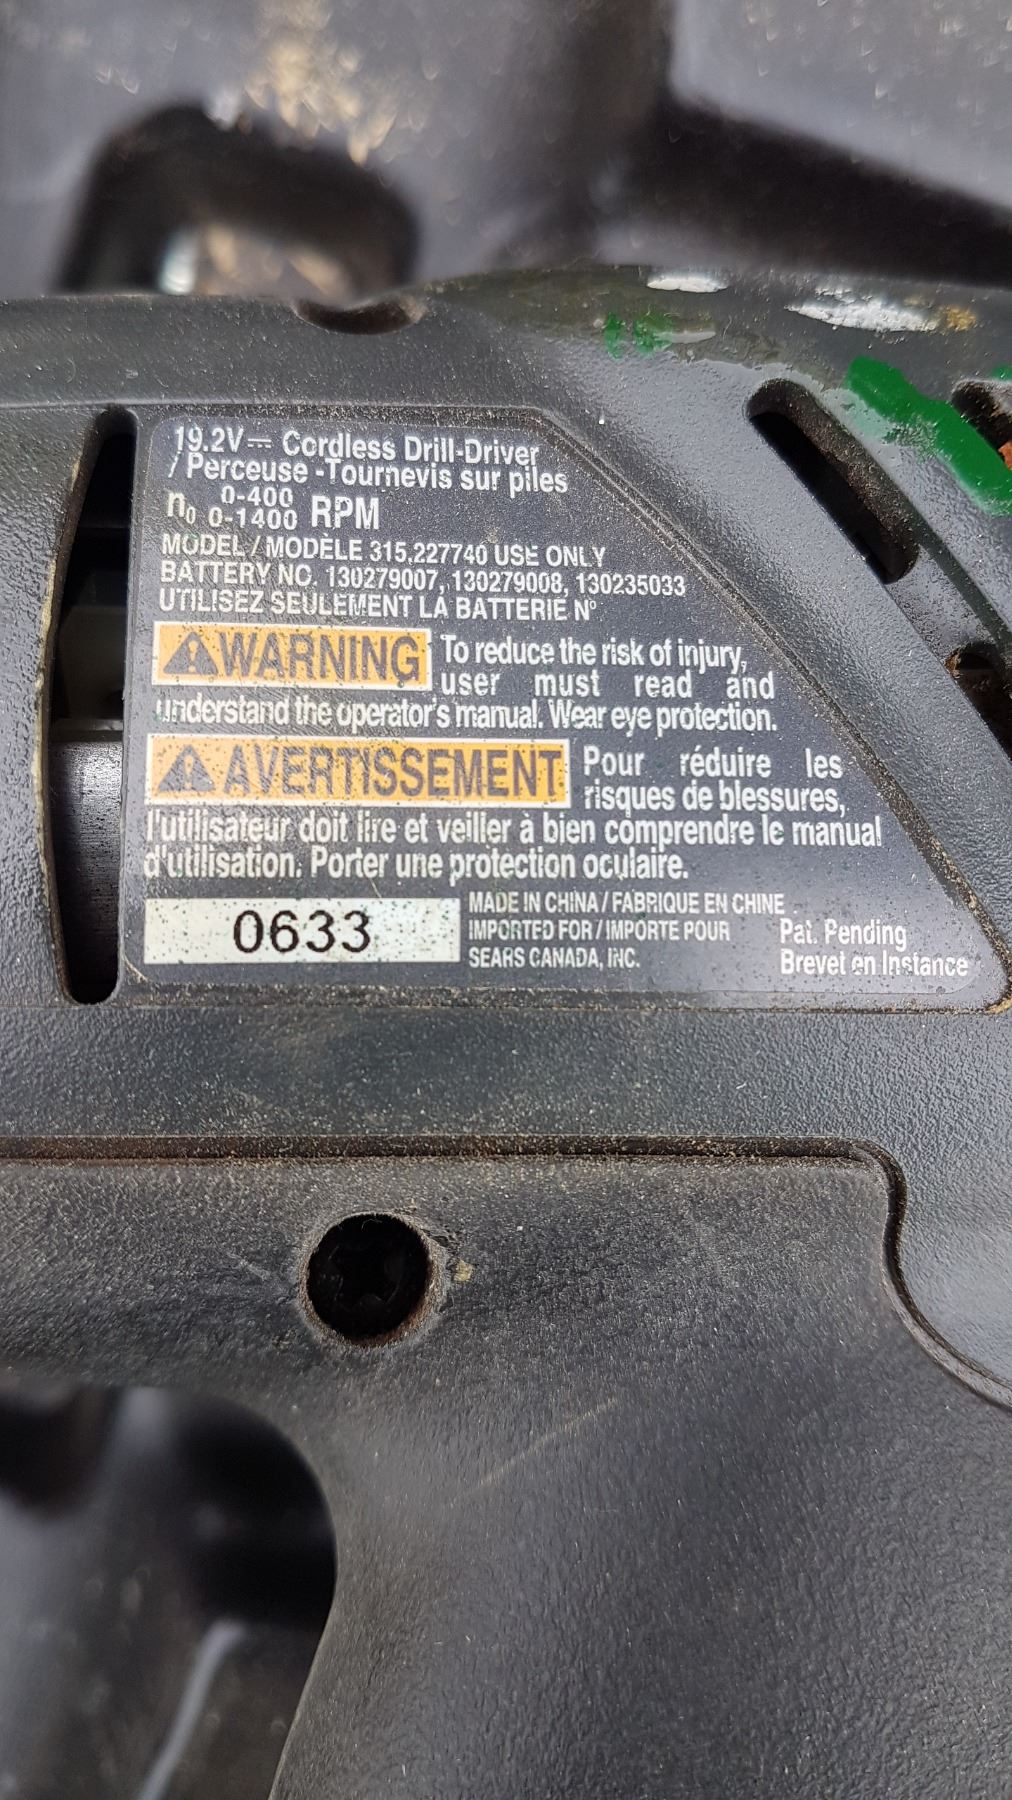 19.2V⎓ Cordless Drill-Driver
/ Perceuse -Tournevis sur piles
n₀ 0-400 0-1400 RPM
MODEL / MODÈLE 315.227740 USE ONLY
BATTERY NO. 130279007, 130279008, 130235033
UTILISEZ SEULEMENT LA BATTERIE N°
⚠WARNING To reduce the risk of injury,
user must read and
understand the operator's manual. Wear eye protection.
⚠AVERTISSEMENT Pour réduire les
risques de blessures,
l'utilisateur doit lire et veiller à bien comprendre le manual
d'utilisation. Porter une protection oculaire.
0633
MADE IN CHINA / FABRIQUE EN CHINE
IMPORTED FOR / IMPORTE POUR
SEARS CANADA, INC.
Pat. Pending
Brevet en Instance